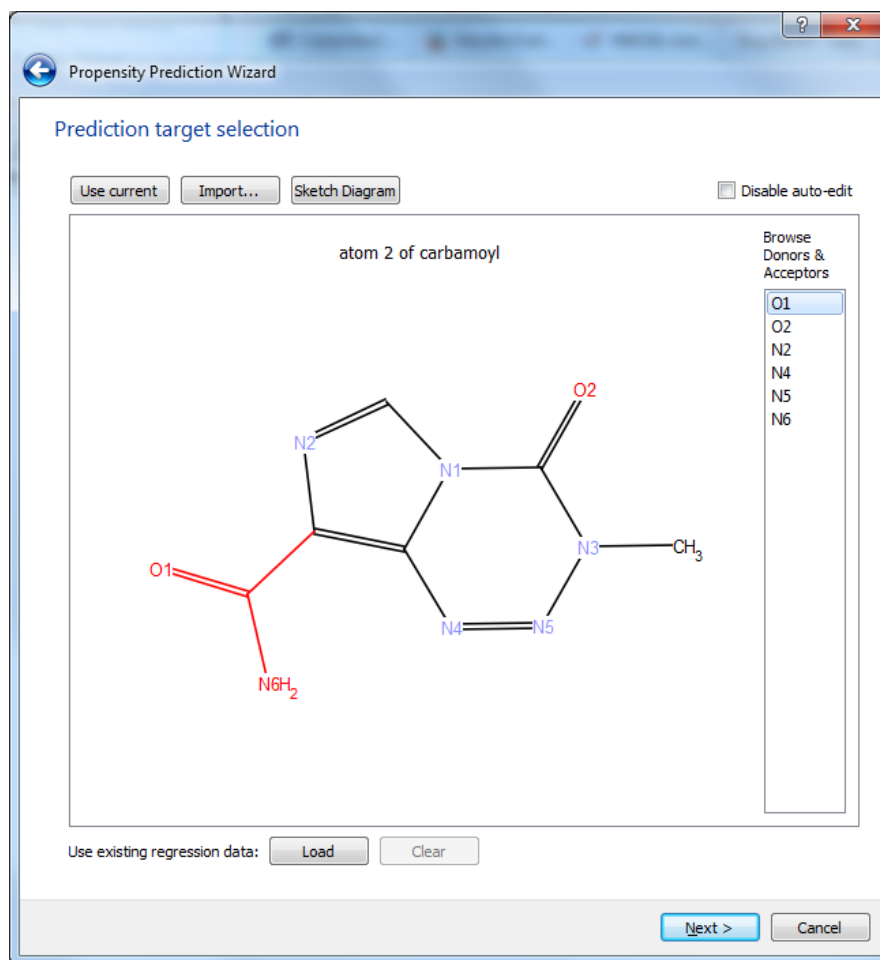 ?
Propensity Prediction Wizard
Prediction target selection
Use current
Import...
Sketch Diagram
Disable auto-edit
atom 2 of carbamoyl
Browse
Donors &
Acceptors
O1
O2
N2
N4
N5
N6
O2
N2
N1
N3
CH3
O1
N4
N5
N6H2
Use existing regression data:
Load
Clear
Next >
Cancel